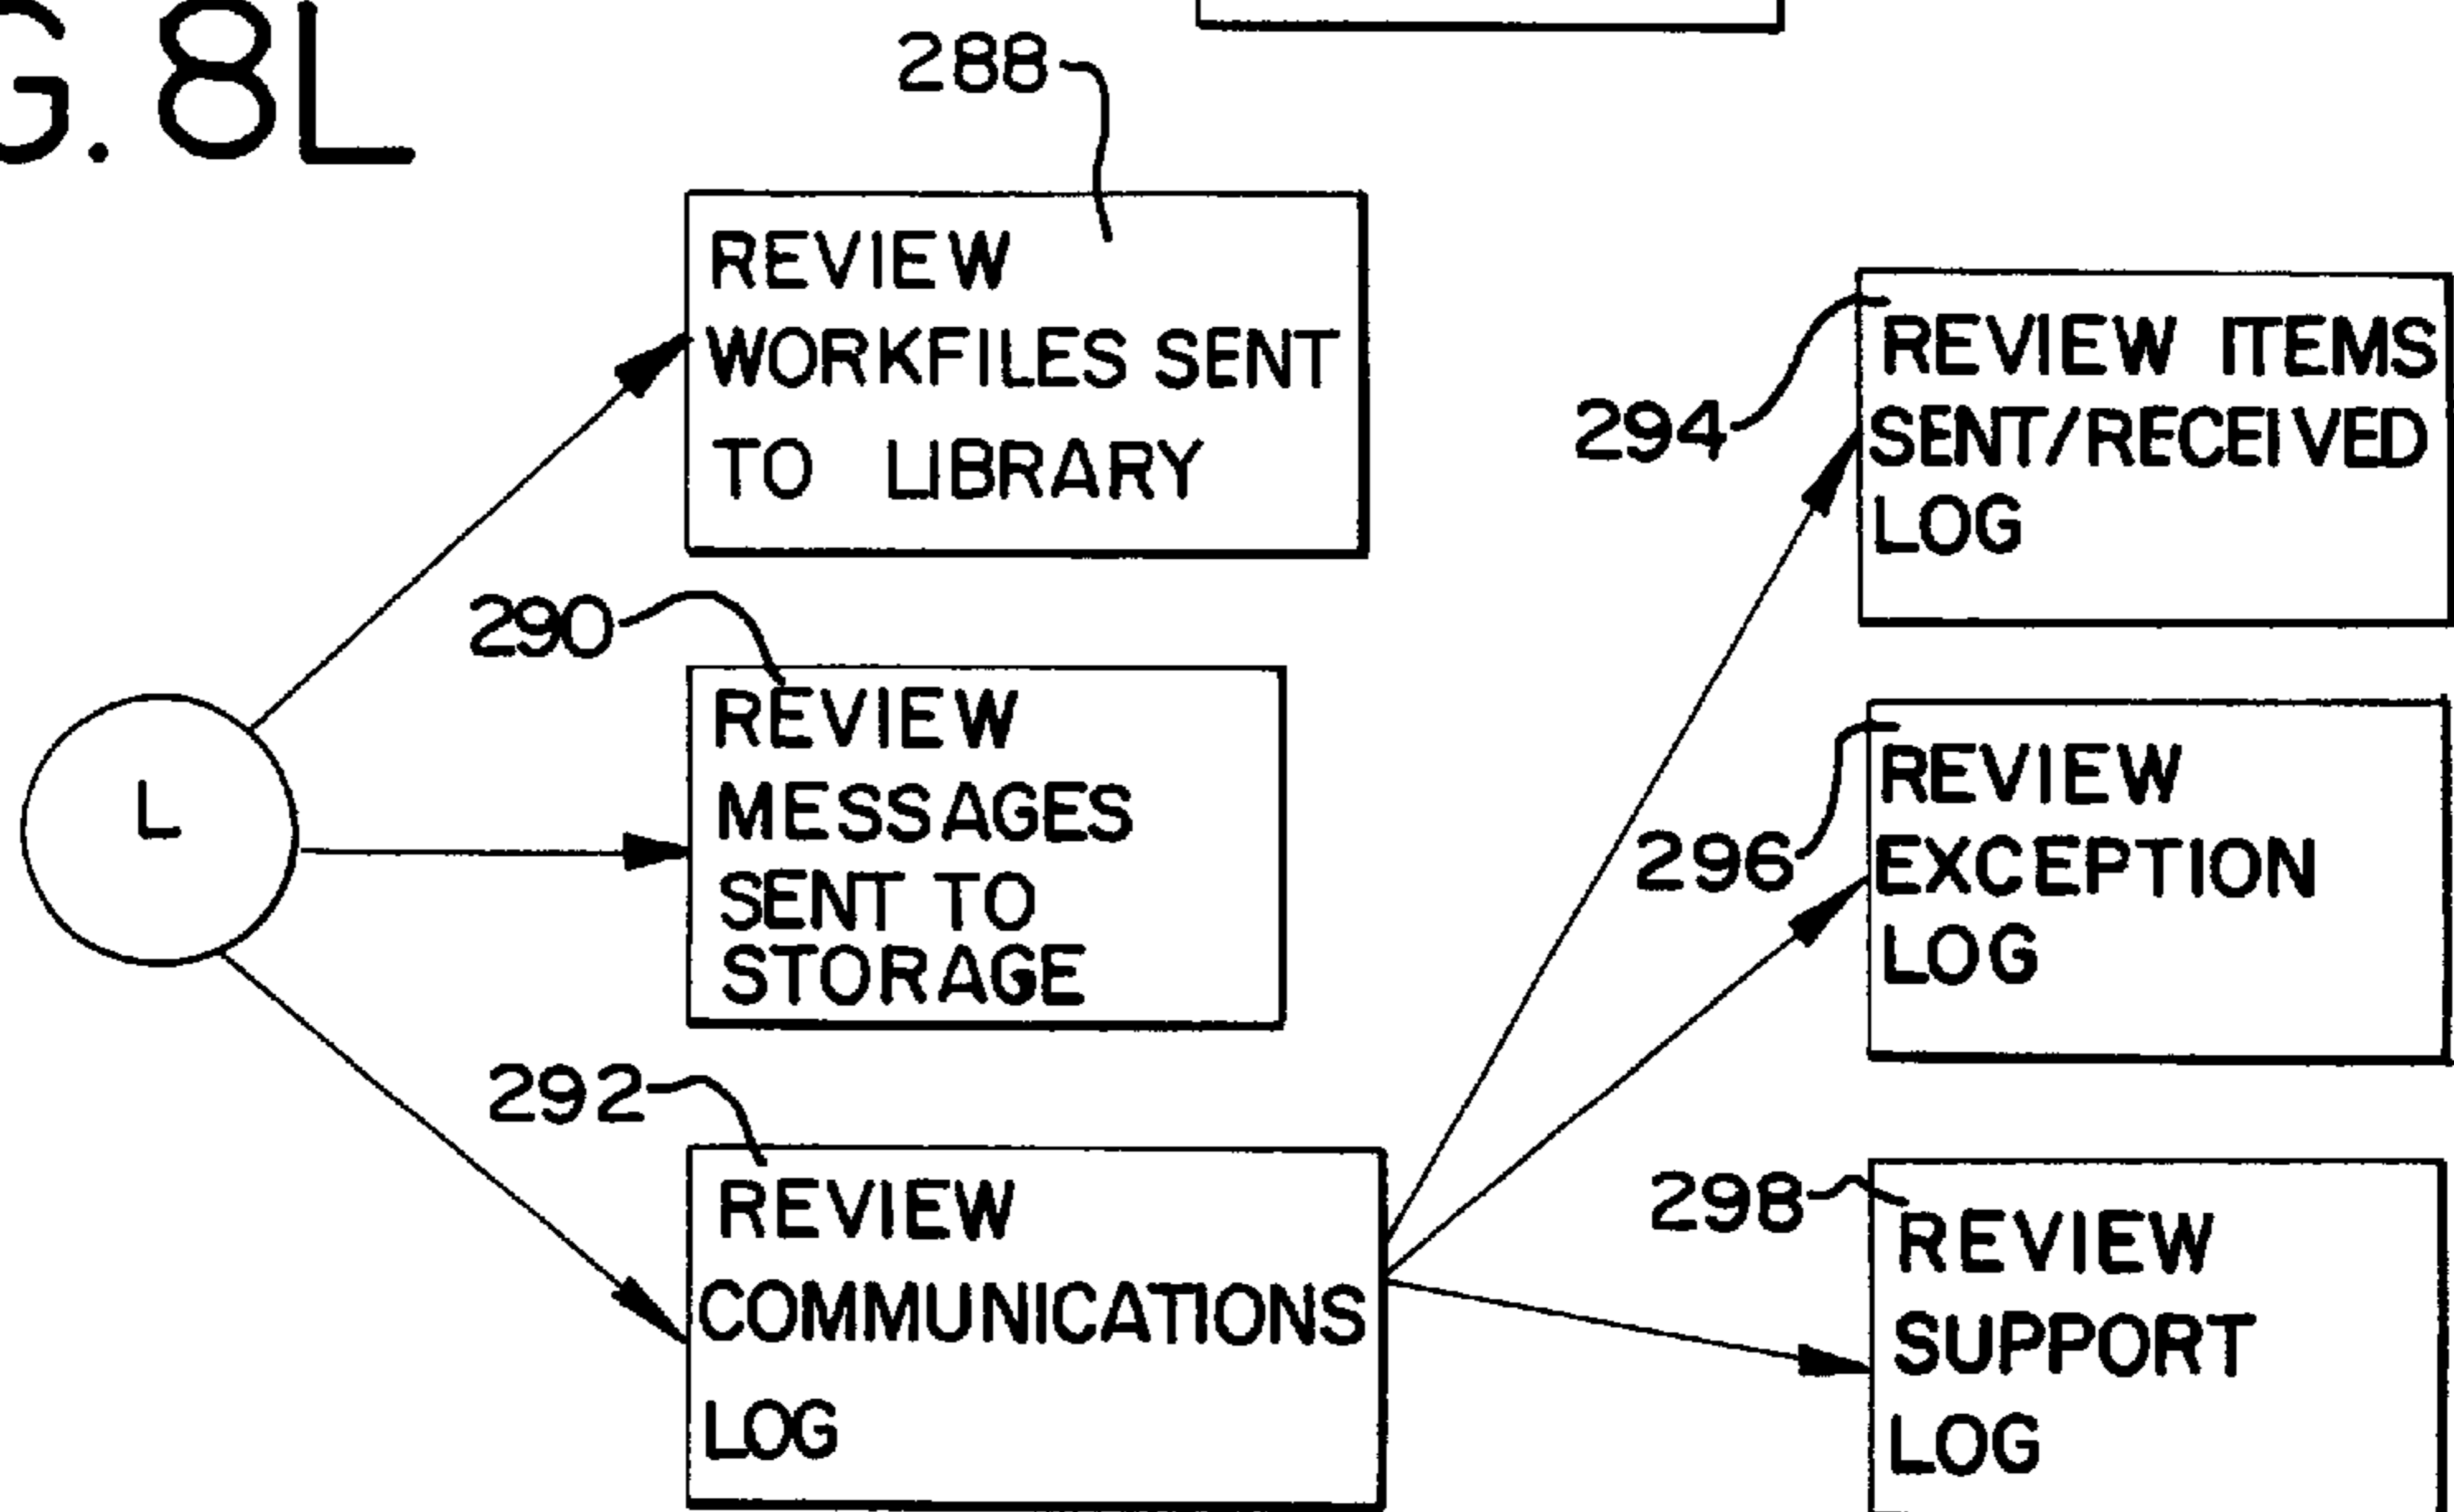 G. 8L
288
REVIEW
WORKFILES SENT
TO LIBRARY
290
REVIEW
MESSAGES
SENT TO
STORAGE
L
292
REVIEW
COMMUNICATIONS
LOG
294
REVIEW ITEMS
SENT/RECEIVED
LOG
296
REVIEW
EXCEPTION
LOG
298
REVIEW
SUPPORT
LOG